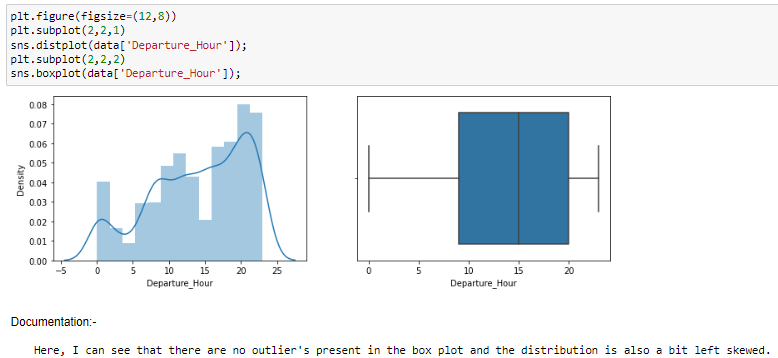 plt.figure(figsize=(12,8))
plt.subplot(2,2,1)
sns.distplot(data['Departure_Hour']);
plt.subplot(2,2,2)
sns.boxplot(data['Departure_Hour']);
0.08
0.07
0.06
0.05
0.04
0.03
0.02
0.01
0.00
Density
−5 0 5 10 15 20 25
Departure_Hour
0 5 10 15 20
Departure_Hour
Documentation:-
Here, I can see that there are no outlier's present in the box plot and the distribution is also a bit left skewed.